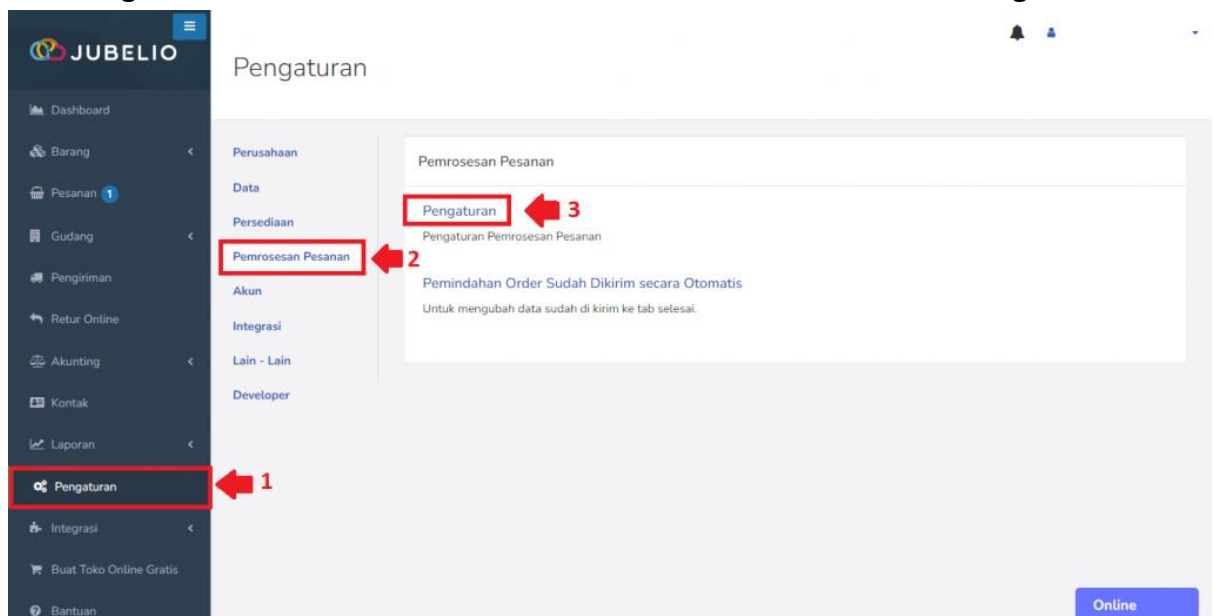 JUBELIO
Pengaturan
Dashboard
Barang
Pesanan 1
Gudang
Pengiriman
Retur Online
Akunting
Kontak
Laporan
Pengaturan
1
Integrasi
Buat Toko Online Gratis
Bantuan
Perusahaan
Data
Persediaan
Pemrosesan Pesanan
2
Akun
Integrasi
Lain - Lain
Developer
Pemrosesan Pesanan
Pengaturan
3
Pengaturan Pemrosesan Pesanan
Pemindahan Order Sudah Dikirim secara Otomatis
Untuk mengubah data sudah di kirim ke tab selesai.
Online